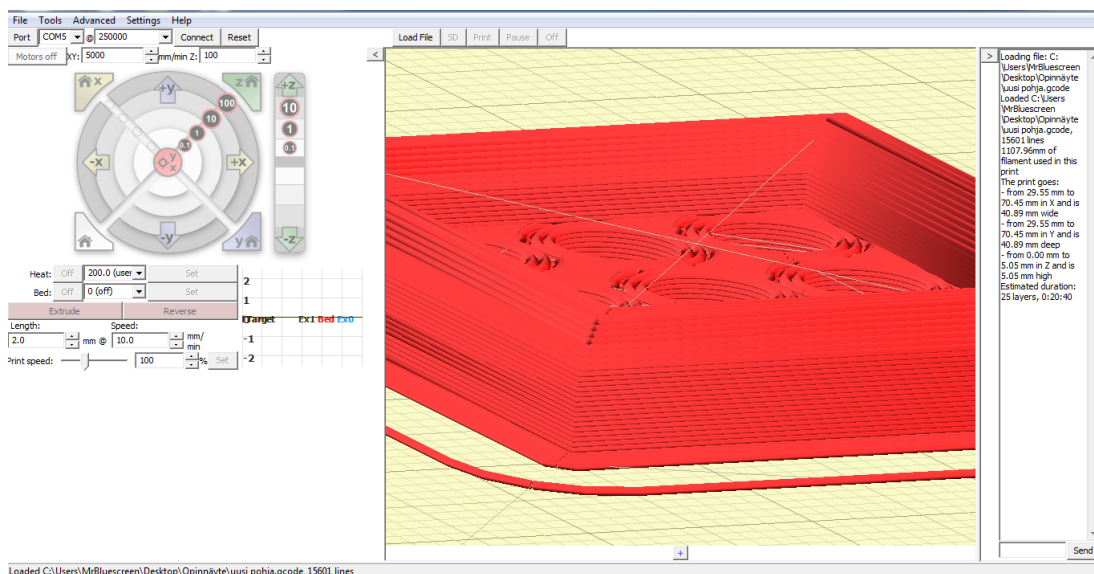 File Tools Advanced Settings Help
Port COM5 @ 250000 Connect Reset Load File SD Print Pause Off
Motors off XY: 5000 mm/min Z: 100 < >
x z +y +z
100
10
1
0.1
10
1
0.1
-x y x +x
-y y -z
Heat: Off 200.0 (user Set
Bed: Off 0 (off) Set
Extrude Reverse
Length: Speed:
2.0 mm @ 10.0 mm/
min
Print speed: 100 % Set
2
1
Target Ex1 Bed Ex0
-1
-2
+
Loading file: C:
\Users\MrBluescreen
\Desktop\Opinnäyte
\uusi pohja.gcode
Loaded C:\Users
\MrBluescreen
\Desktop\Opinnäyte
\uusi pohja.gcode,
15601 lines
1107.96mm of
filament used in this
print
The print goes:
- from 29.55 mm to
70.45 mm in X and is
40.89 mm wide
- from 29.55 mm to
70.45 mm in Y and is
40.89 mm deep
- from 0.00 mm to
5.05 mm in Z and is
5.05 mm high
Estimated duration:
25 layers, 0:20:40
Send
Loaded C:\Users\MrBluescreen\Desktop\Opinnäyte\uusi pohja.gcode, 15601 lines